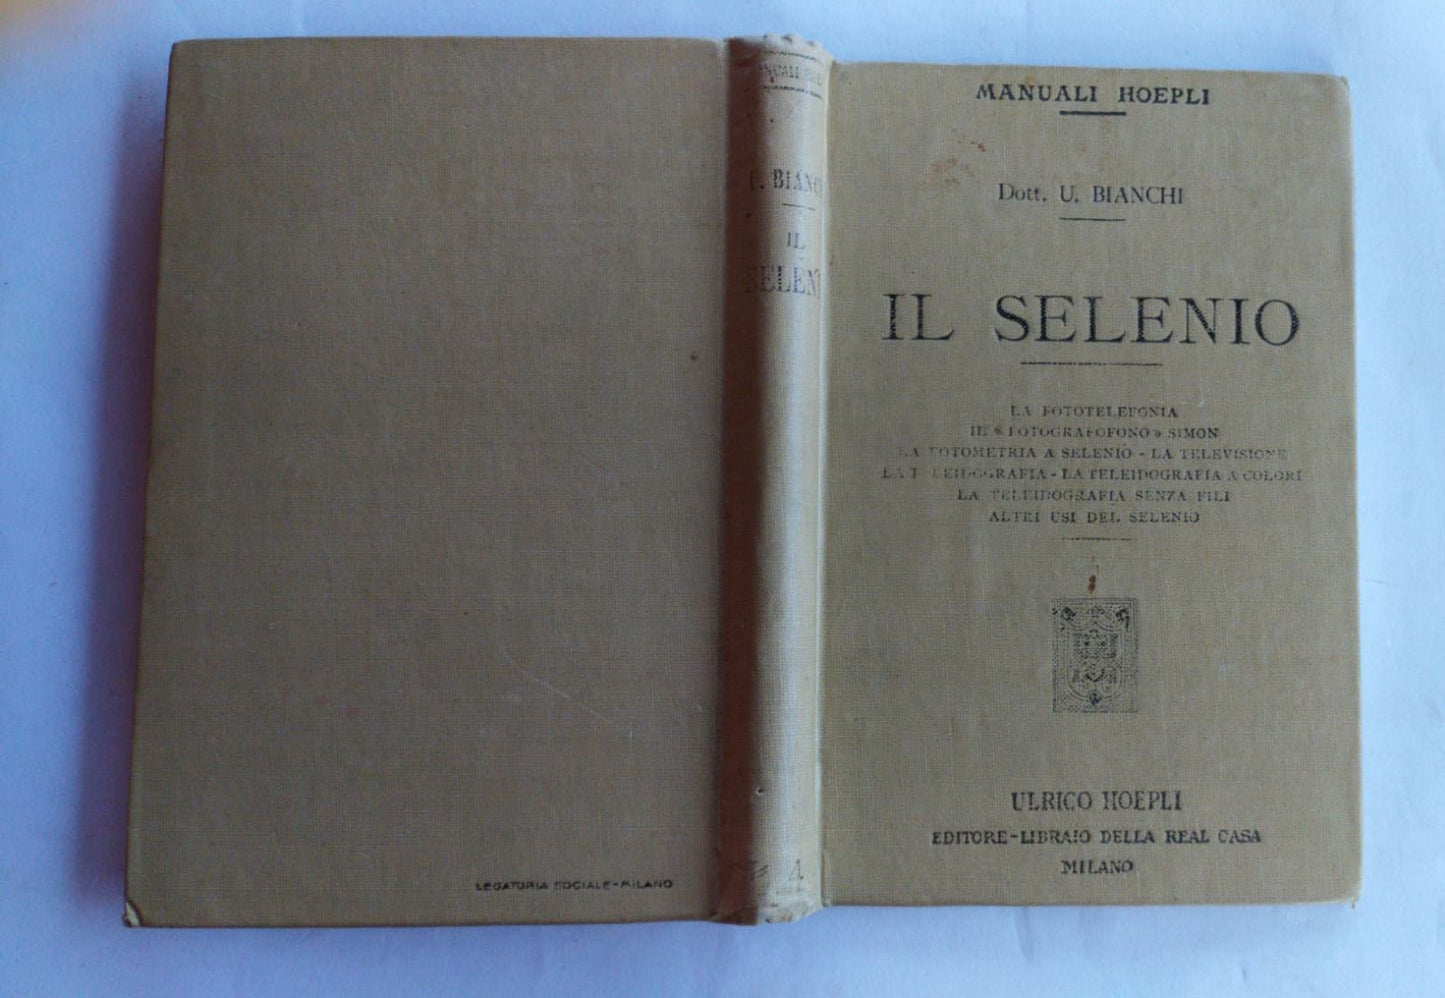 MANUALI HOEPLI
Dott. U. BIANCHI
IL SELENIO
LA FOTOTELEFONIA
IL « FOTOGRAFOFONO » SIMON
LA FOTOMETRIA A SELENIO - LA TELEVISIONE
LA TELEIDOGRAFIA - LA TELEIDOGRAFIA A COLORI
LA TELEIDOGRAFIA SENZA FILI
ALTRI USI DEL SELENIO
ULRICO HOEPLI
EDITORE-LIBRAIO DELLA REAL CASA
MILANO
U. BIANCHI
IL
SELENIO
LEGATORIA SOCIALE-MILANO